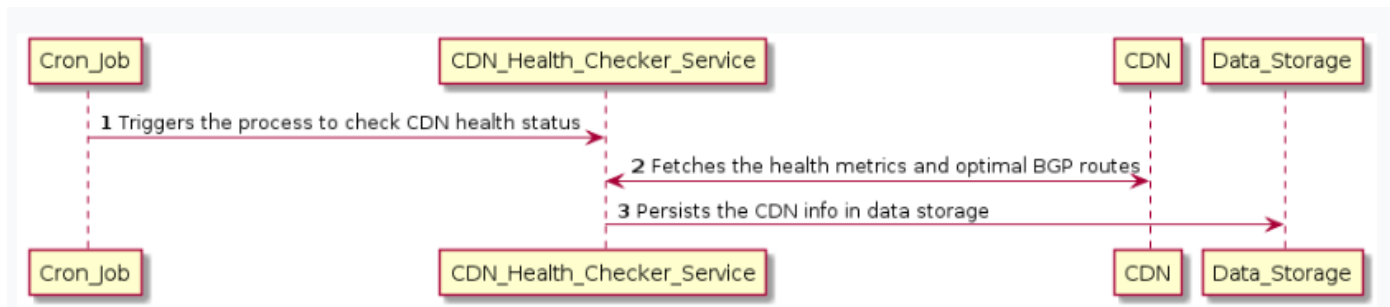 Cron_Job CDN_Health_Checker_Service CDN Data_Storage
1 Triggers the process to check CDN health status
2 Fetches the health metrics and optimal BGP routes
3 Persists the CDN info in data storage
Cron_Job CDN_Health_Checker_Service CDN Data_Storage